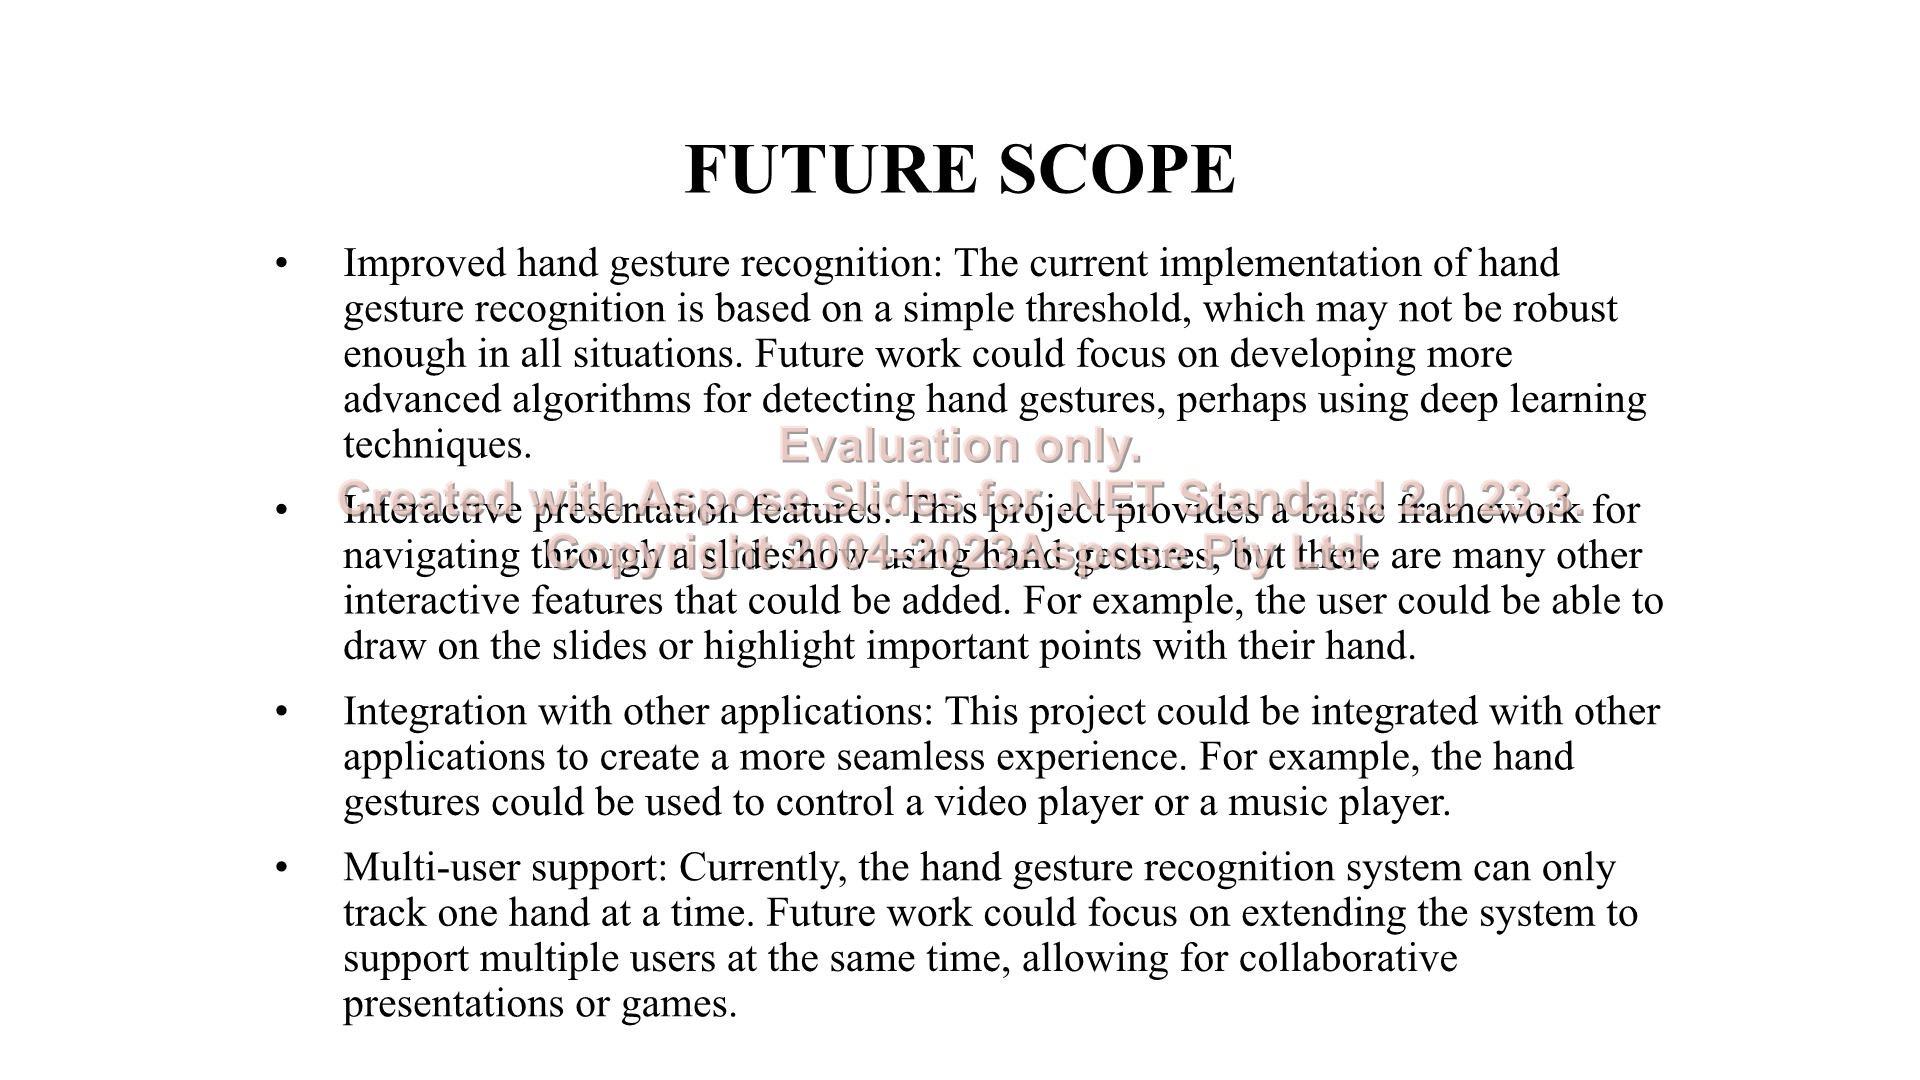 FUTURE SCOPE
• Improved hand gesture recognition: The current implementation of hand
gesture recognition is based on a simple threshold, which may not be robust
enough in all situations. Future work could focus on developing more
advanced algorithms for detecting hand gestures, perhaps using deep learning
techniques.
Evaluation only.
Created with Aspose.Slides for .NET Standard 2.0 23.3.
Copyright 2004-2023Aspose Pty Ltd.
• Interactive presentation features: This project provides a basic framework for
navigating through a slideshow using hand gestures, but there are many other
interactive features that could be added. For example, the user could be able to
draw on the slides or highlight important points with their hand.
• Integration with other applications: This project could be integrated with other
applications to create a more seamless experience. For example, the hand
gestures could be used to control a video player or a music player.
• Multi-user support: Currently, the hand gesture recognition system can only
track one hand at a time. Future work could focus on extending the system to
support multiple users at the same time, allowing for collaborative
presentations or games.